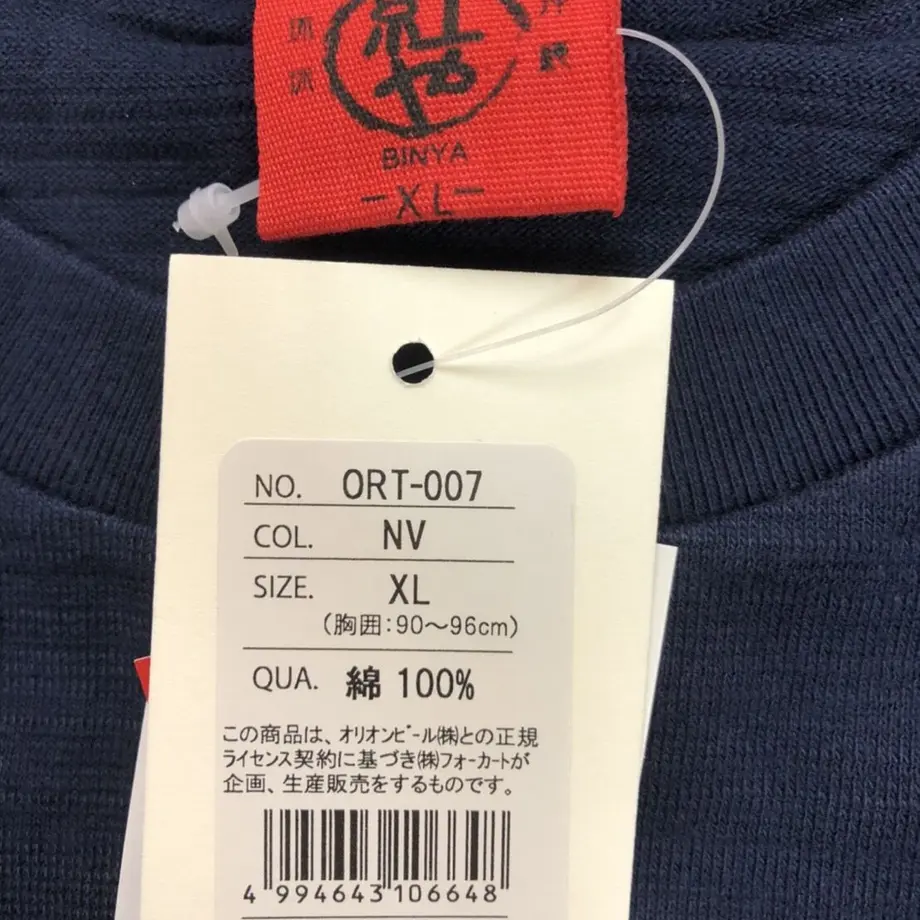 紅や
BINYA
-XL-
NO. ORT-007
COL. NV
SIZE. XL
(胸囲:90～96cm)
QUA. 綿 100%
この商品は、オリオンビール㈱との正規
ライセンス契約に基づき㈱フォーカートが
企画、生産販売をするものです。
4 994643 106648